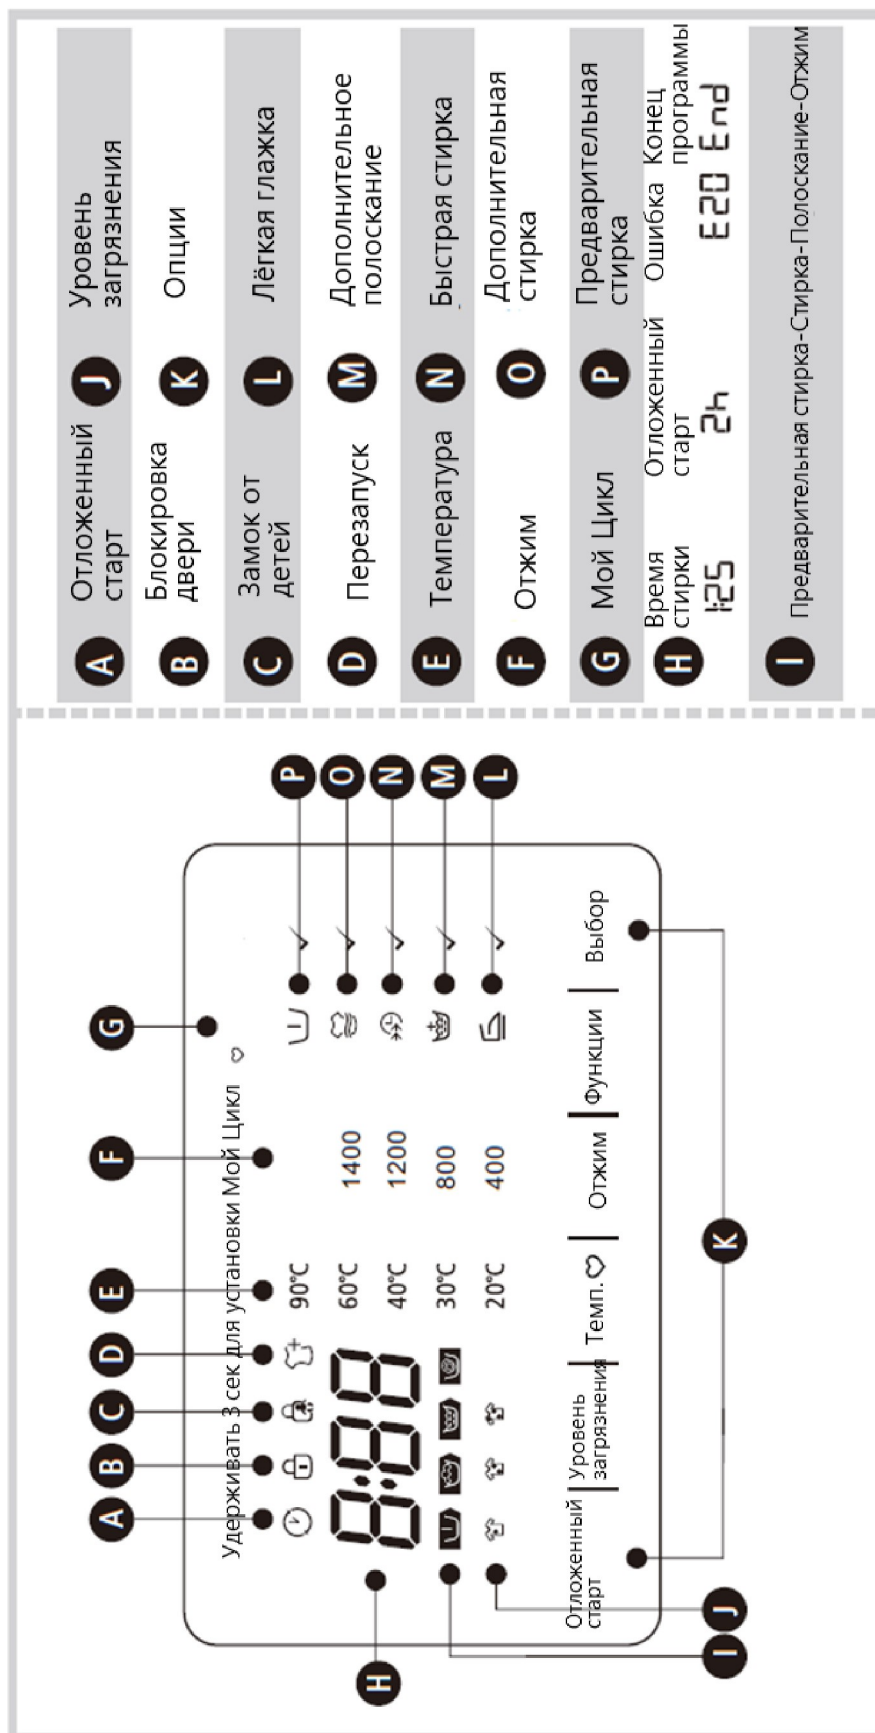 A B C D E F G
Удерживать 3 сек для установки Мой Цикл
90°C
8:88 60°C 1400
40°C 1200
30°C 800
20°C 400
P
O
N
M
L
H
Отложенный
старт
Уровень
загрязнения
Темп.
Отжим
Функции
Выбор
I J K
A Отложенный
старт
J Уровень
загрязнения
B Блокировка
двери
K Опции
C Замок от
детей
L Лёгкая глажка
D Перезапуск
M Дополнительное
полоскание
E Температура
N Быстрая стирка
F Отжим
O Дополнительная
стирка
G Мой Цикл
P Предварительная
стирка
H Время
стирки
1:25
Отложенный
старт
2h
Ошибка
E20
Конец
программы
End
I Предварительная стирка-Стирка-Полоскание-Отжим